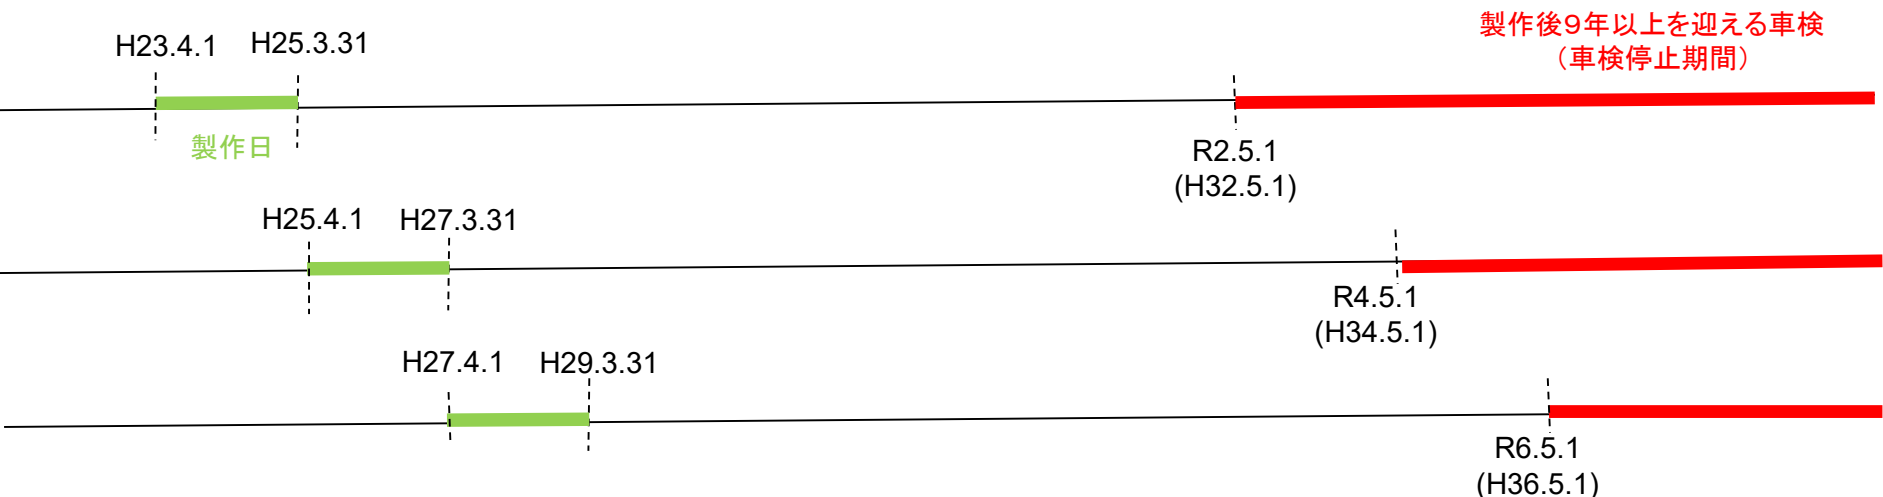 製作後９年以上を迎える車検
（車検停止期間）
H23.4.1
H25.3.31
製作日
R2.5.1
(H32.5.1)
H25.4.1
H27.3.31
R4.5.1
(H34.5.1)
H27.4.1
H29.3.31
R6.5.1
(H36.5.1)